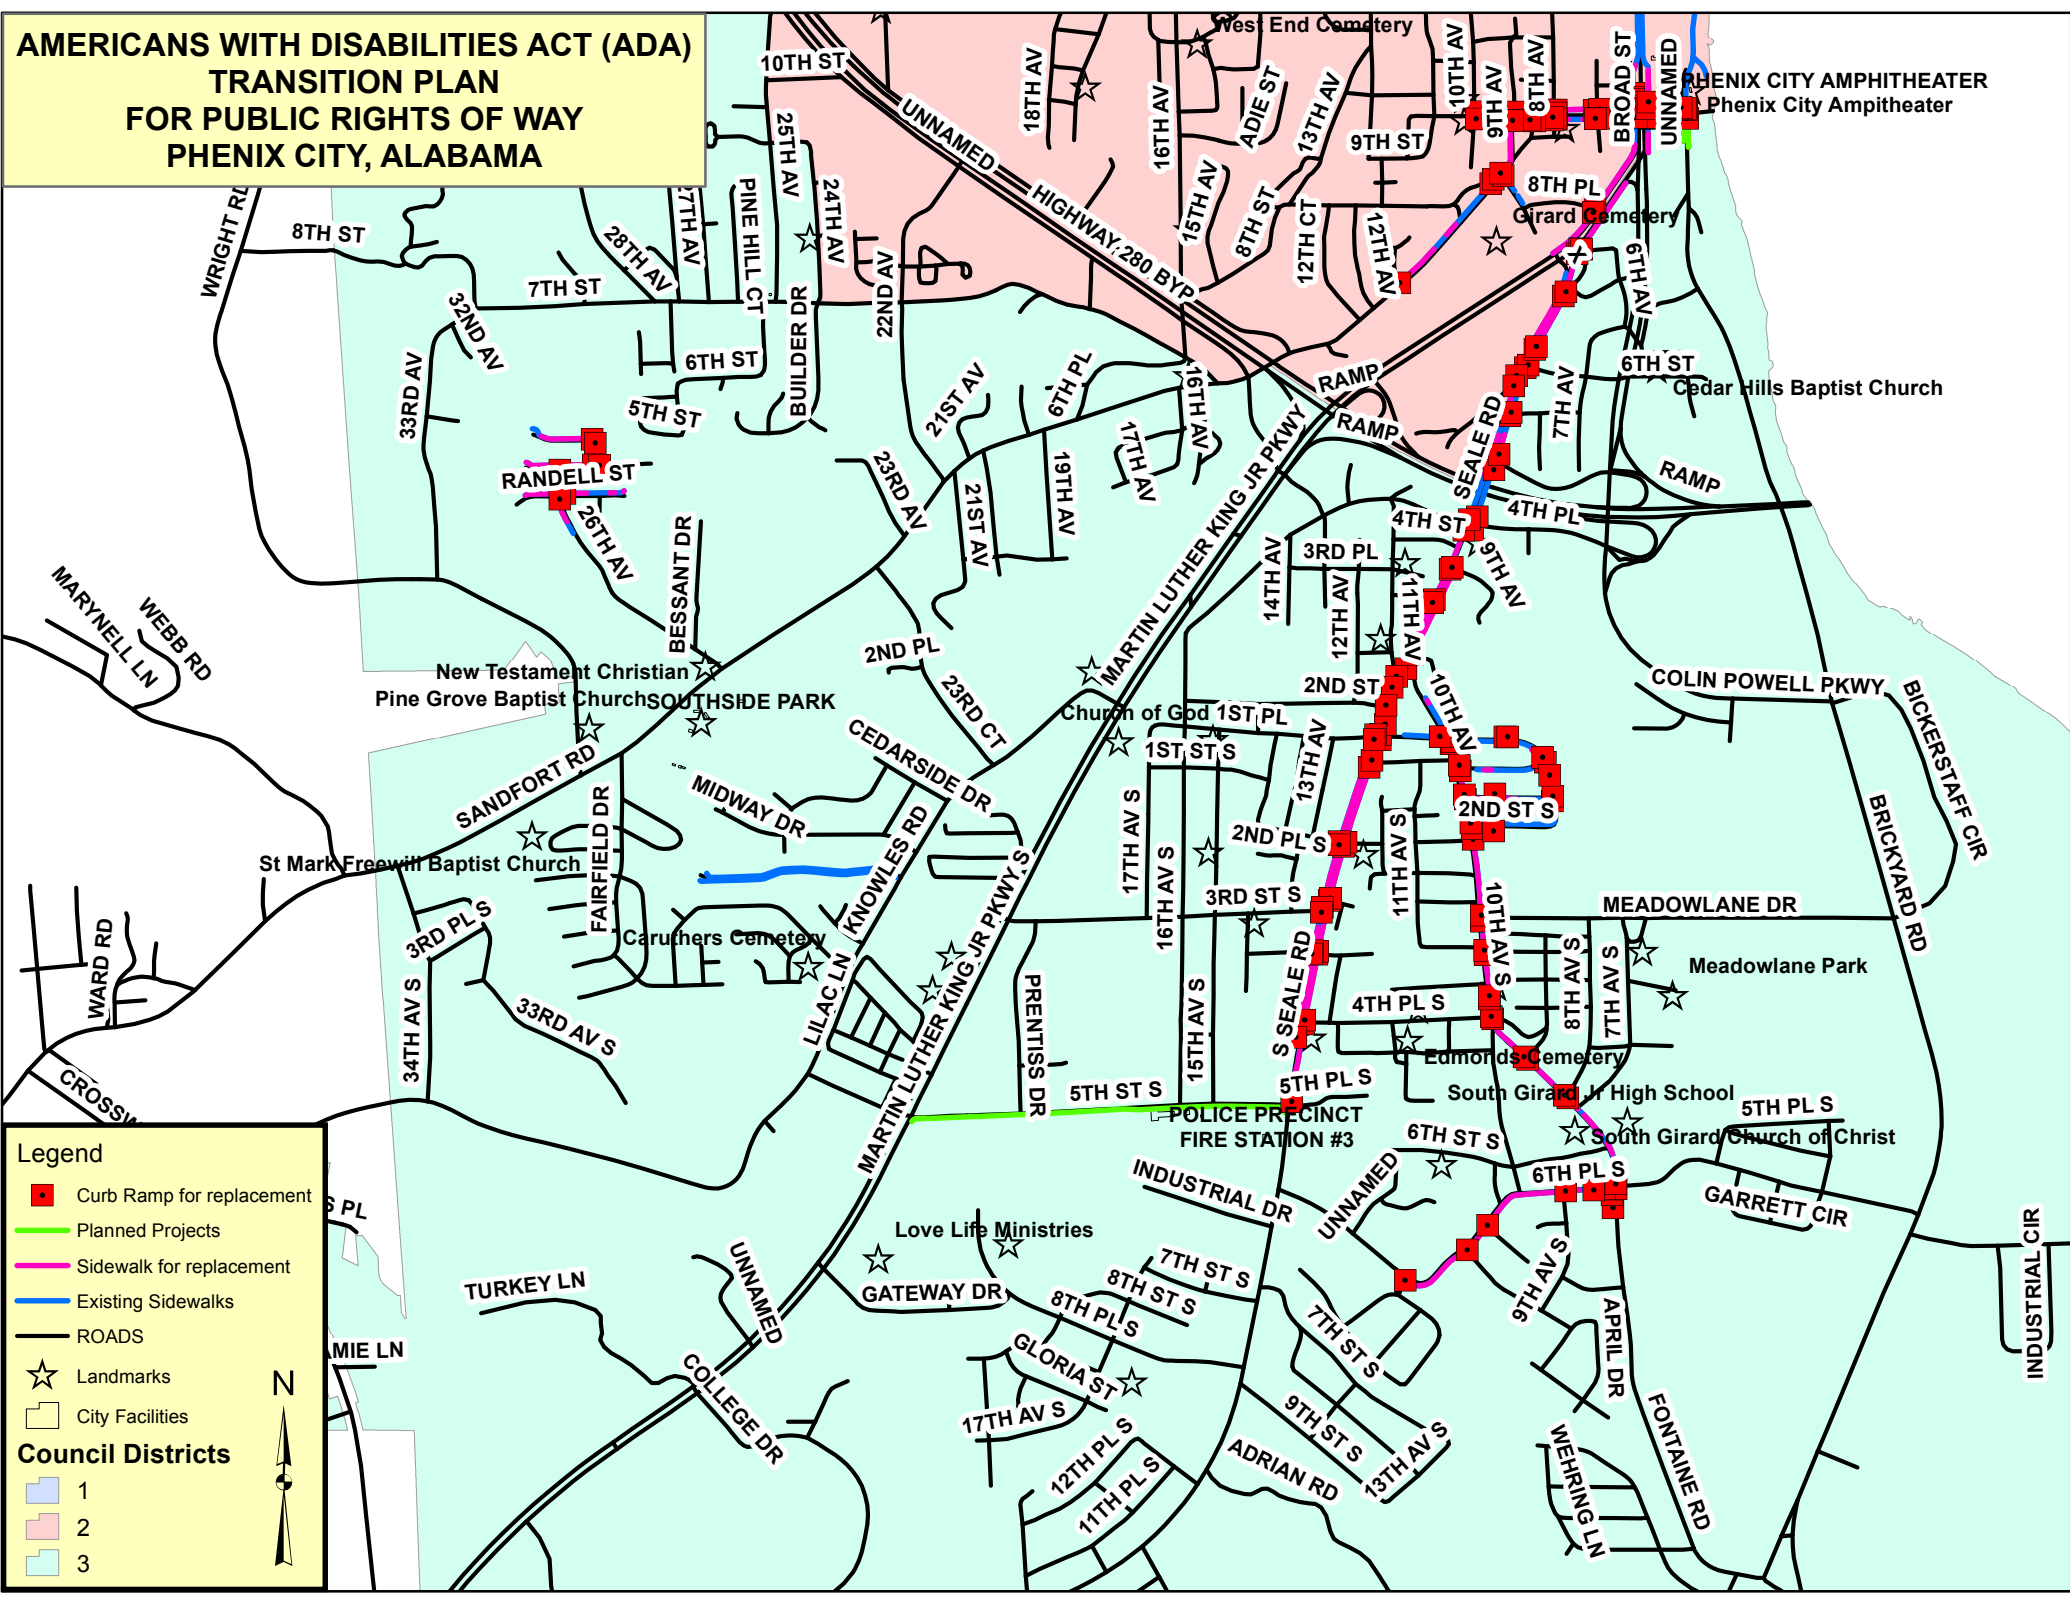 AMERICANS WITH DISABILITIES ACT (ADA)
TRANSITION PLAN
FOR PUBLIC RIGHTS OF WAY
PHENIX CITY, ALABAMA
West End Cemetery
PHENIX CITY AMPHITHEATER
Phenix City Ampitheater
10TH ST
25TH AV
24TH AV
UNNAMED
HIGHWAY 280 BYP
18TH AV
16TH AV
ADIE ST
13TH AV
15TH AV
8TH ST
9TH ST
12TH CT
12TH AV
10TH AV
9TH AV
8TH AV
BROAD ST
UNNAMED
8TH PL
Girard Cemetery
6TH AV
WRIGHT RD
8TH ST
7TH ST
28TH AV
27TH AV
PINE HILL CT
BUILDER DR
22ND AV
32ND AV
33RD AV
6TH ST
5TH ST
21ST AV
6TH PL
16TH AV
17TH AV
19TH AV
21ST AV
23RD AV
RAMP
RAMP
RAMP
6TH ST
Cedar Hills Baptist Church
7TH AV
SEALE RD
4TH PL
4TH ST
3RD PL
9TH AV
11TH AV
12TH AV
14TH AV
RANDELL ST
26TH AV
BESSANT DR
MARTIN LUTHER KING JR PKWY
MARYNELL LN
WEBB RD
New Testament Christian
Pine Grove Baptist Church
SOUTHSIDE PARK
2ND PL
23RD CT
Church of God
1ST PL
1ST ST S
2ND ST
10TH AV
13TH AV
COLIN POWELL PKWY
BICKERSTAFF CIR
BRICKYARD RD
SANDFORT RD
CEDARSIDE DR
MIDWAY DR
KNOWLES RD
FAIRFIELD DR
St Mark Freewill Baptist Church
2ND ST S
2ND PL S
17TH AV S
16TH AV S
11TH AV S
3RD ST S
10TH AV S
MEADOWLANE DR
Meadowlane Park
8TH AV S
7TH AV S
WARD RD
3RD PL S
33RD AV S
34TH AV S
Caruthers Cemetery
LILAC LN
MARTIN LUTHER KING JR PKWY S
PRENTISS DR
15TH AV S
S SEALE RD
4TH PL S
Edmonds Cemetery
South Girard Jr High School
South Girard Church of Christ
5TH ST S
5TH PL S
5TH PL S
POLICE PRECINCT
FIRE STATION #3
6TH ST S
6TH PL S
GARRETT CIR
INDUSTRIAL DR
UNNAMED
INDUSTRIAL CIR
Love Life Ministries
GATEWAY DR
TURKEY LN
UNNAMED
COLLEGE DR
7TH ST S
8TH ST S
8TH PL S
GLORIA ST
17TH AV S
12TH PL S
11TH PL S
7TH ST S
9TH ST S
13TH AV S
ADRIAN RD
9TH AV S
APRIL DR
FONTAINE RD
WEHRING LN
CROSSW
S PL
AMIE LN
Legend
Curb Ramp for replacement
Planned Projects
Sidewalk for replacement
Existing Sidewalks
ROADS
Landmarks
City Facilities
N
Council Districts
1
2
3